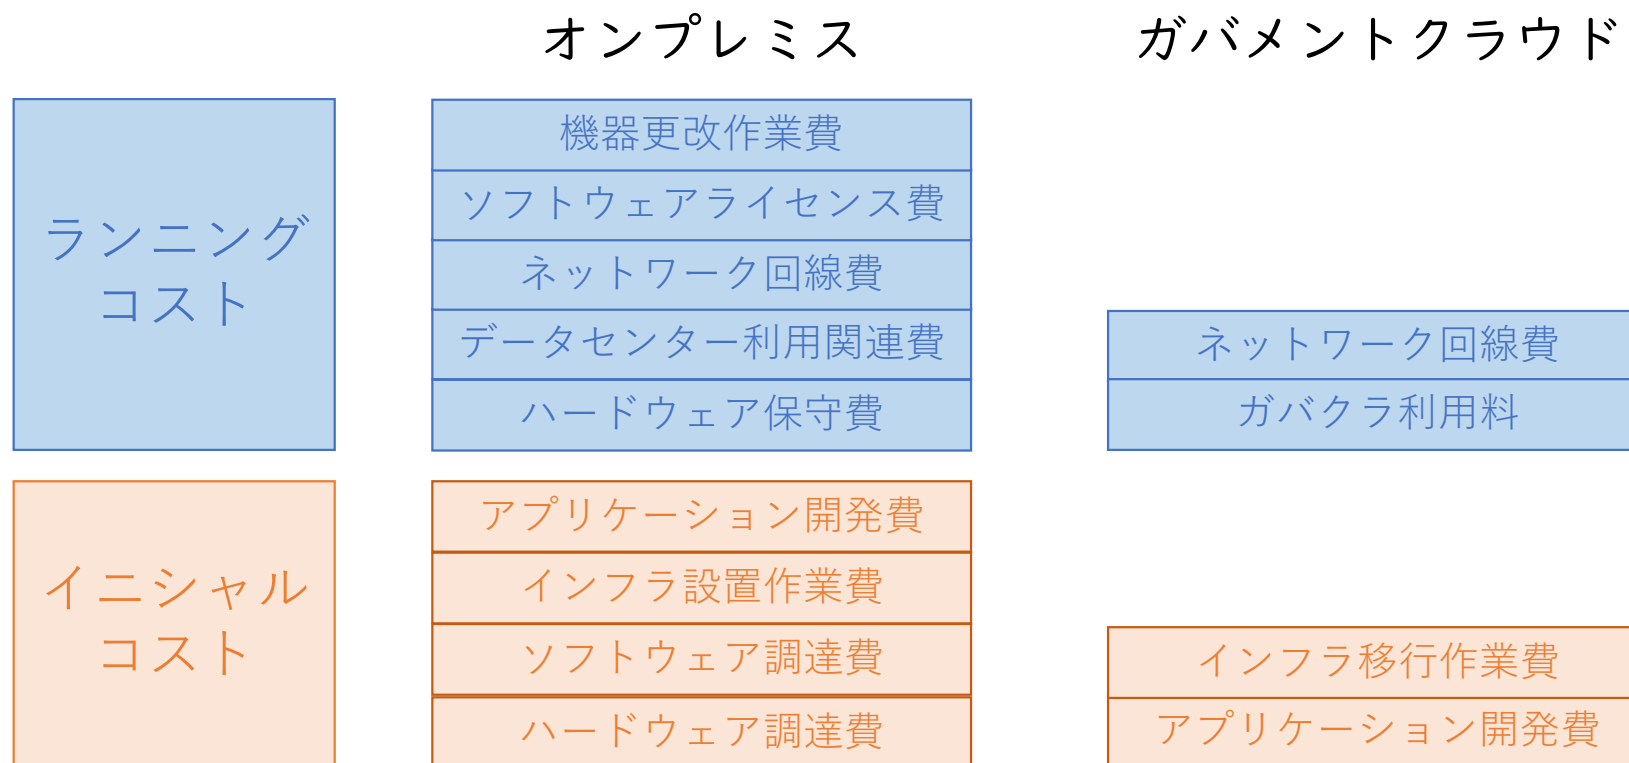 オンプレミス
ガバメントクラウド
ランニング
コスト
機器更改作業費
ソフトウェアライセンス費
ネットワーク回線費
データセンター利用関連費
ハードウェア保守費
ネットワーク回線費
ガバクラ利用料
イニシャル
コスト
アプリケーション開発費
インフラ設置作業費
ソフトウェア調達費
ハードウェア調達費
インフラ移行作業費
アプリケーション開発費